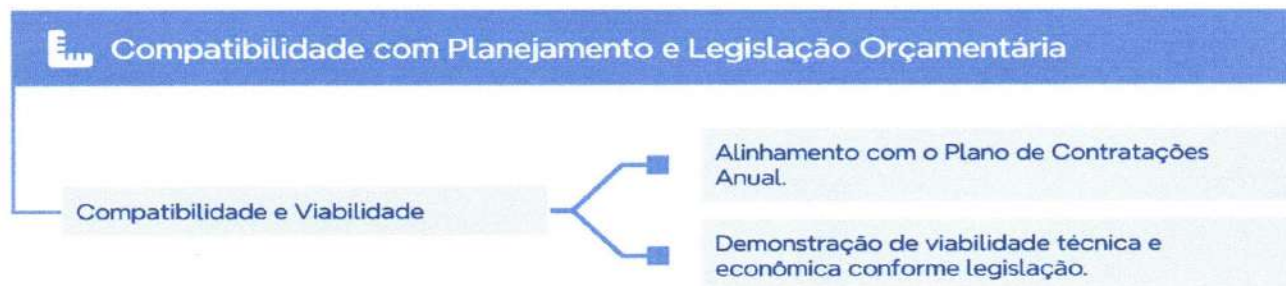 Compatibilidade com Planejamento e Legislação Orçamentária
Compatibilidade e Viabilidade
Alinhamento com o Plano de Contratações
Anual.
Demonstração de viabilidade técnica e
econômica conforme legislação.